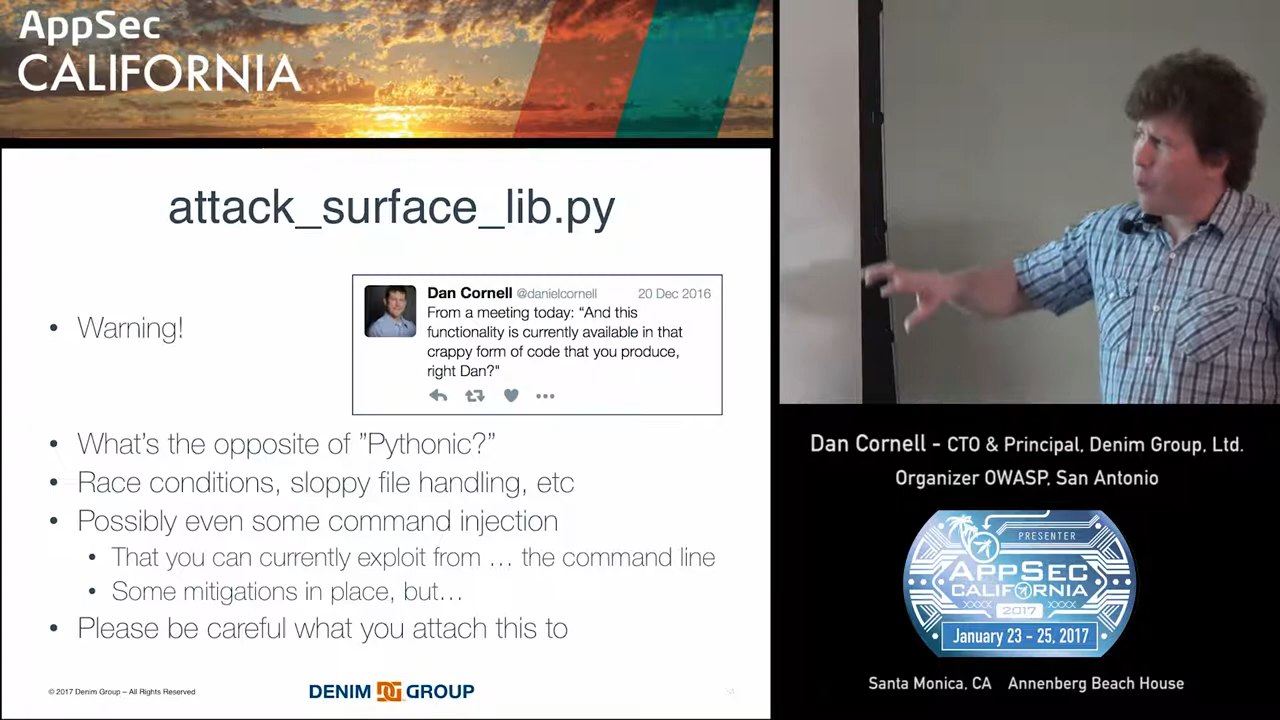 AppSec
CALIFORNIA
attack_surface_lib.py
Dan Cornell @danielcornell 20 Dec 2016
From a meeting today: “And this
functionality is currently available in that
crappy form of code that you produce,
right Dan?"
• Warning!
• What’s the opposite of ”Pythonic?”
• Race conditions, sloppy file handling, etc
• Possibly even some command injection
• That you can currently exploit from … the command line
• Some mitigations in place, but…
• Please be careful what you attach this to
© 2017 Denim Group – All Rights Reserved
DENIM DG GROUP
Dan Cornell - CTO & Principal, Denim Group, Ltd.
Organizer OWASP, San Antonio
PRESENTER
APPSEC
CALIFORNIA
2017
January 23 - 25, 2017
Santa Monica, CA Annenberg Beach House